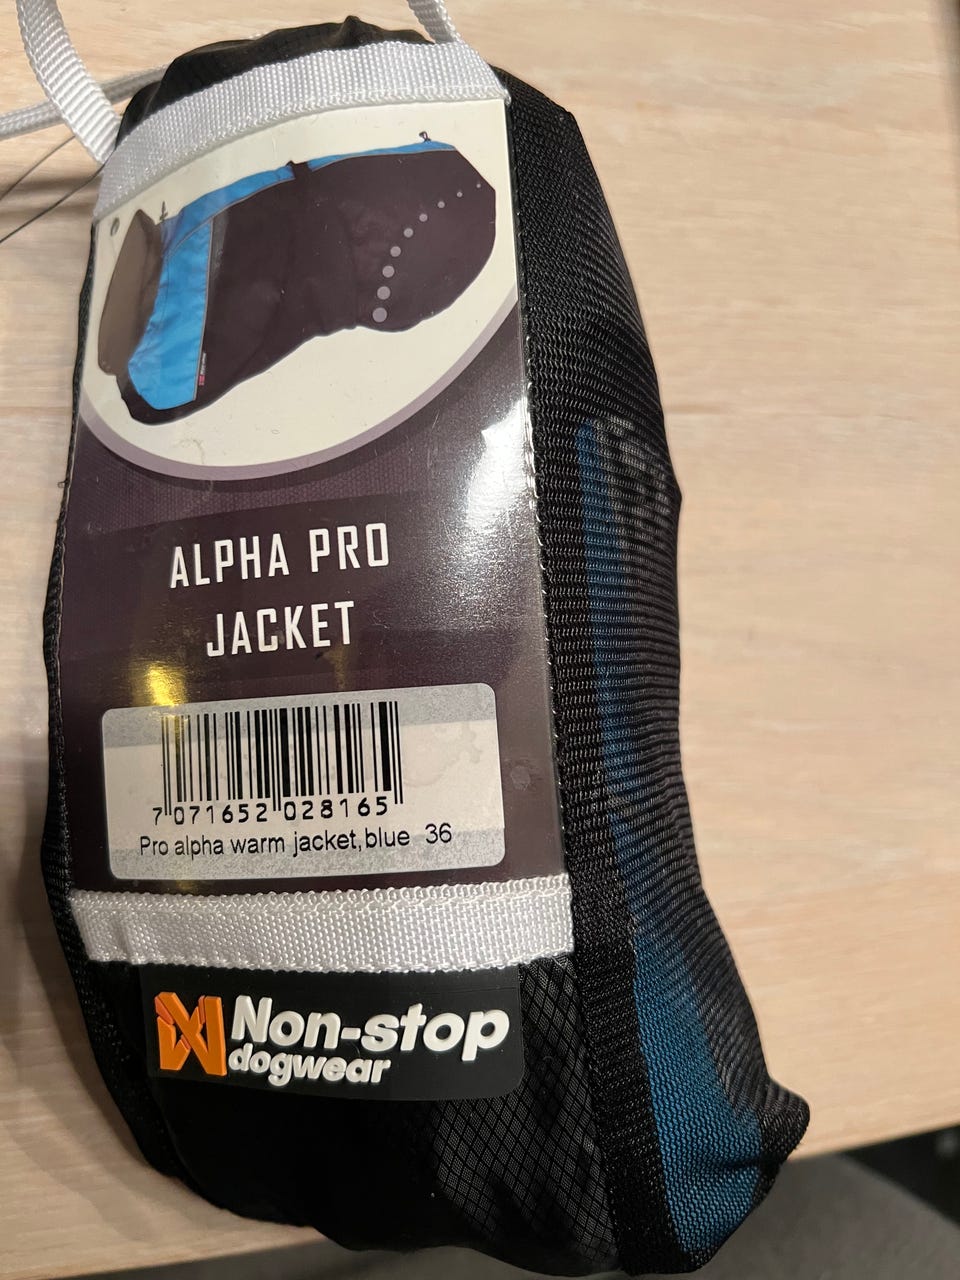 ALPHA PRO
JACKET
7 071652 028165
Pro alpha warm jacket, blue 36
Non-stop
dogwear